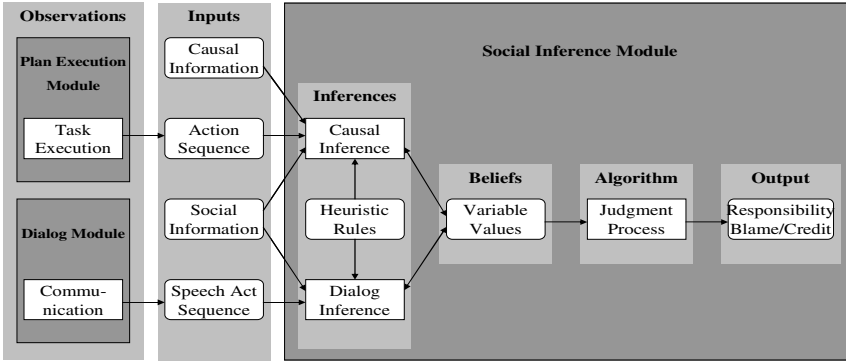 Observations
Plan Execution
Module
Task
Execution
Dialog Module
Commu-
nication
Inputs
Causal
Information
Action
Sequence
Social
Information
Speech Act
Sequence
Social Inference Module
Inferences
Causal
Inference
Heuristic
Rules
Dialog
Inference
Beliefs
Variable
Values
Algorithm
Judgment
Process
Output
Responsibility
Blame/Credit